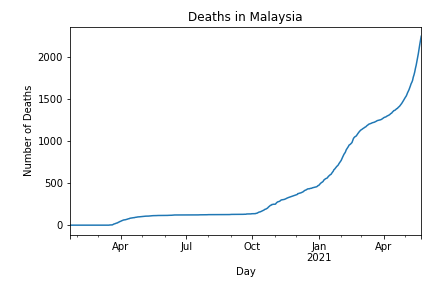 Deaths in Malaysia
Number of Deaths
2000
1500
1000
500
0
Apr
Jul
Oct
Jan
2021
Apr
Day